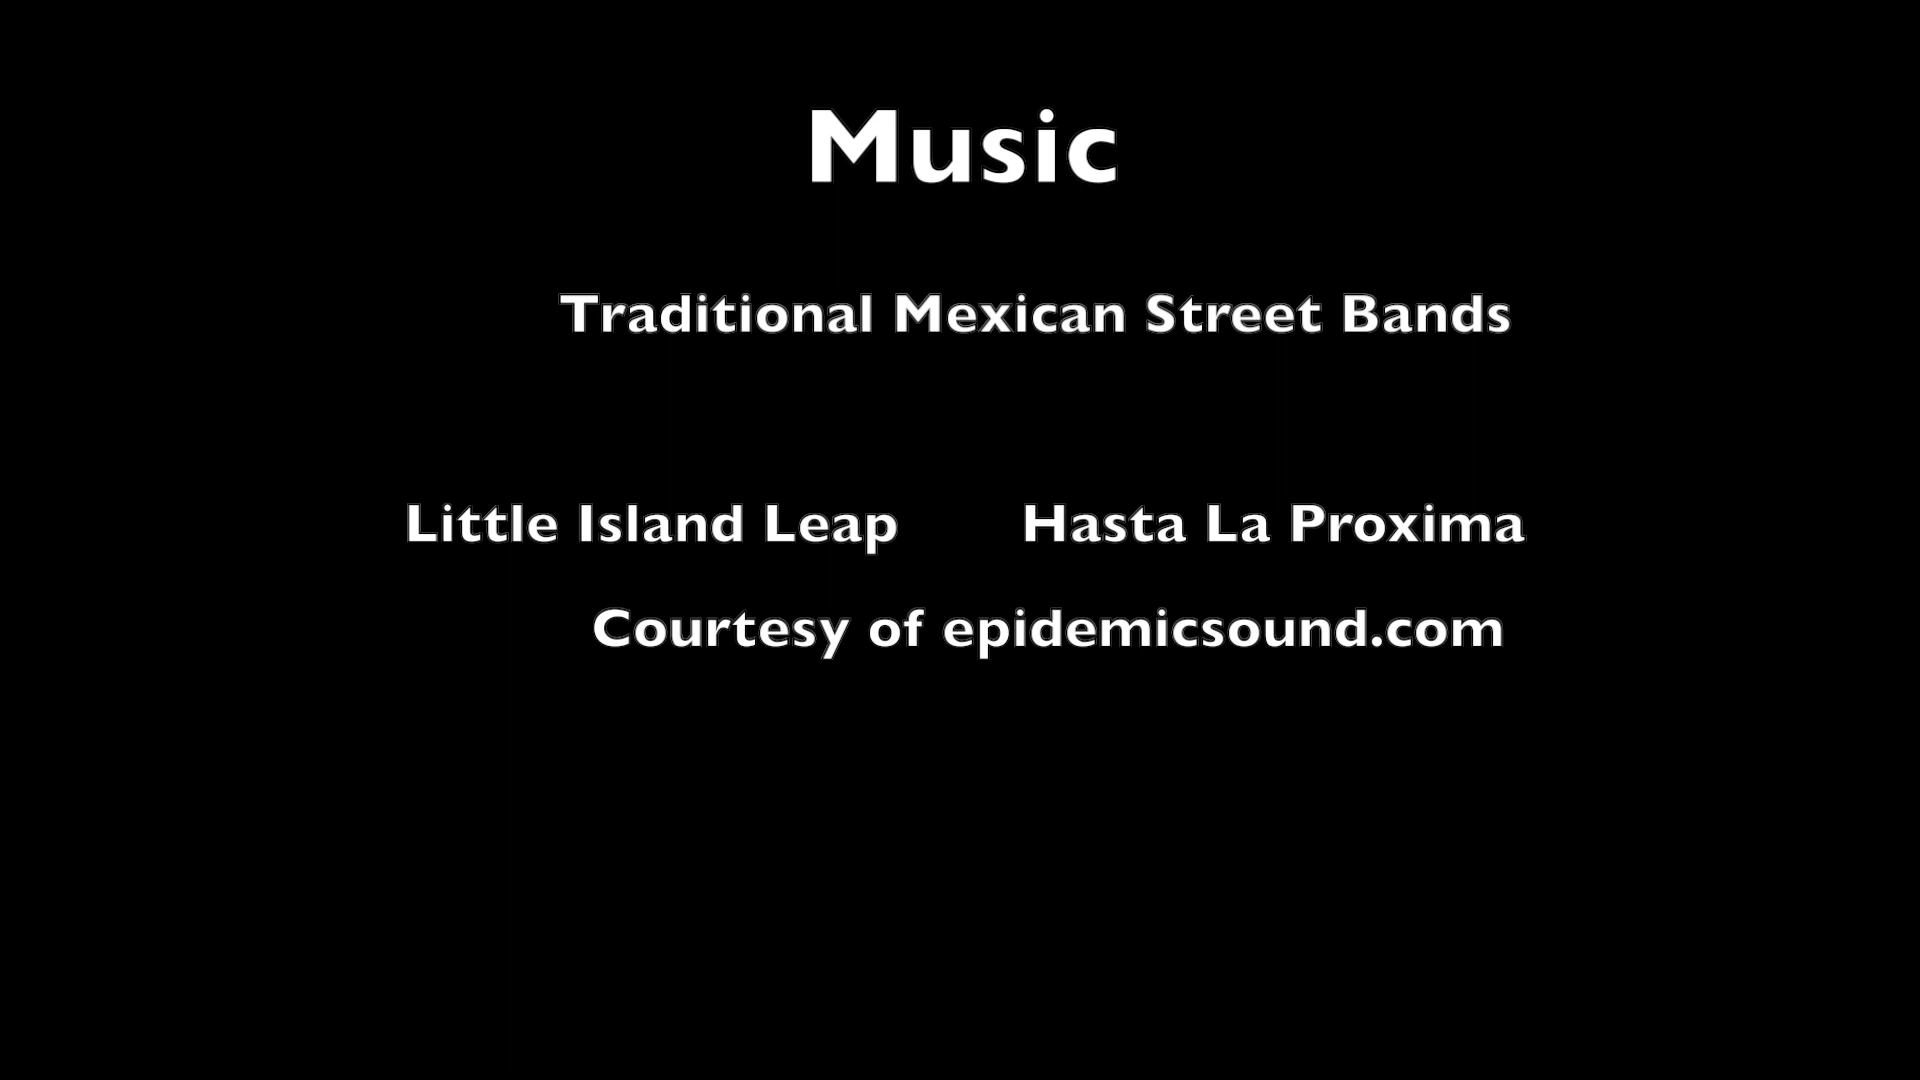 Music
Traditional Mexican Street Bands
Little Island Leap Hasta La Proxima
Courtesy of epidemicsound.com